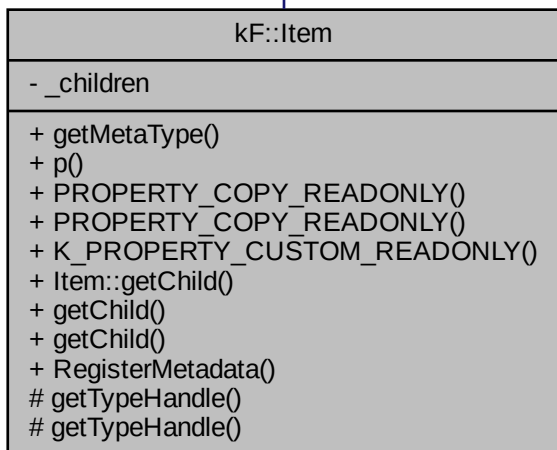 kF::Item
- _children
+ getMetaType()
+ p()
+ PROPERTY_COPY_READONLY()
+ PROPERTY_COPY_READONLY()
+ K_PROPERTY_CUSTOM_READONLY()
+ Item::getChild()
+ getChild()
+ getChild()
+ RegisterMetadata()
# getTypeHandle()
# getTypeHandle()